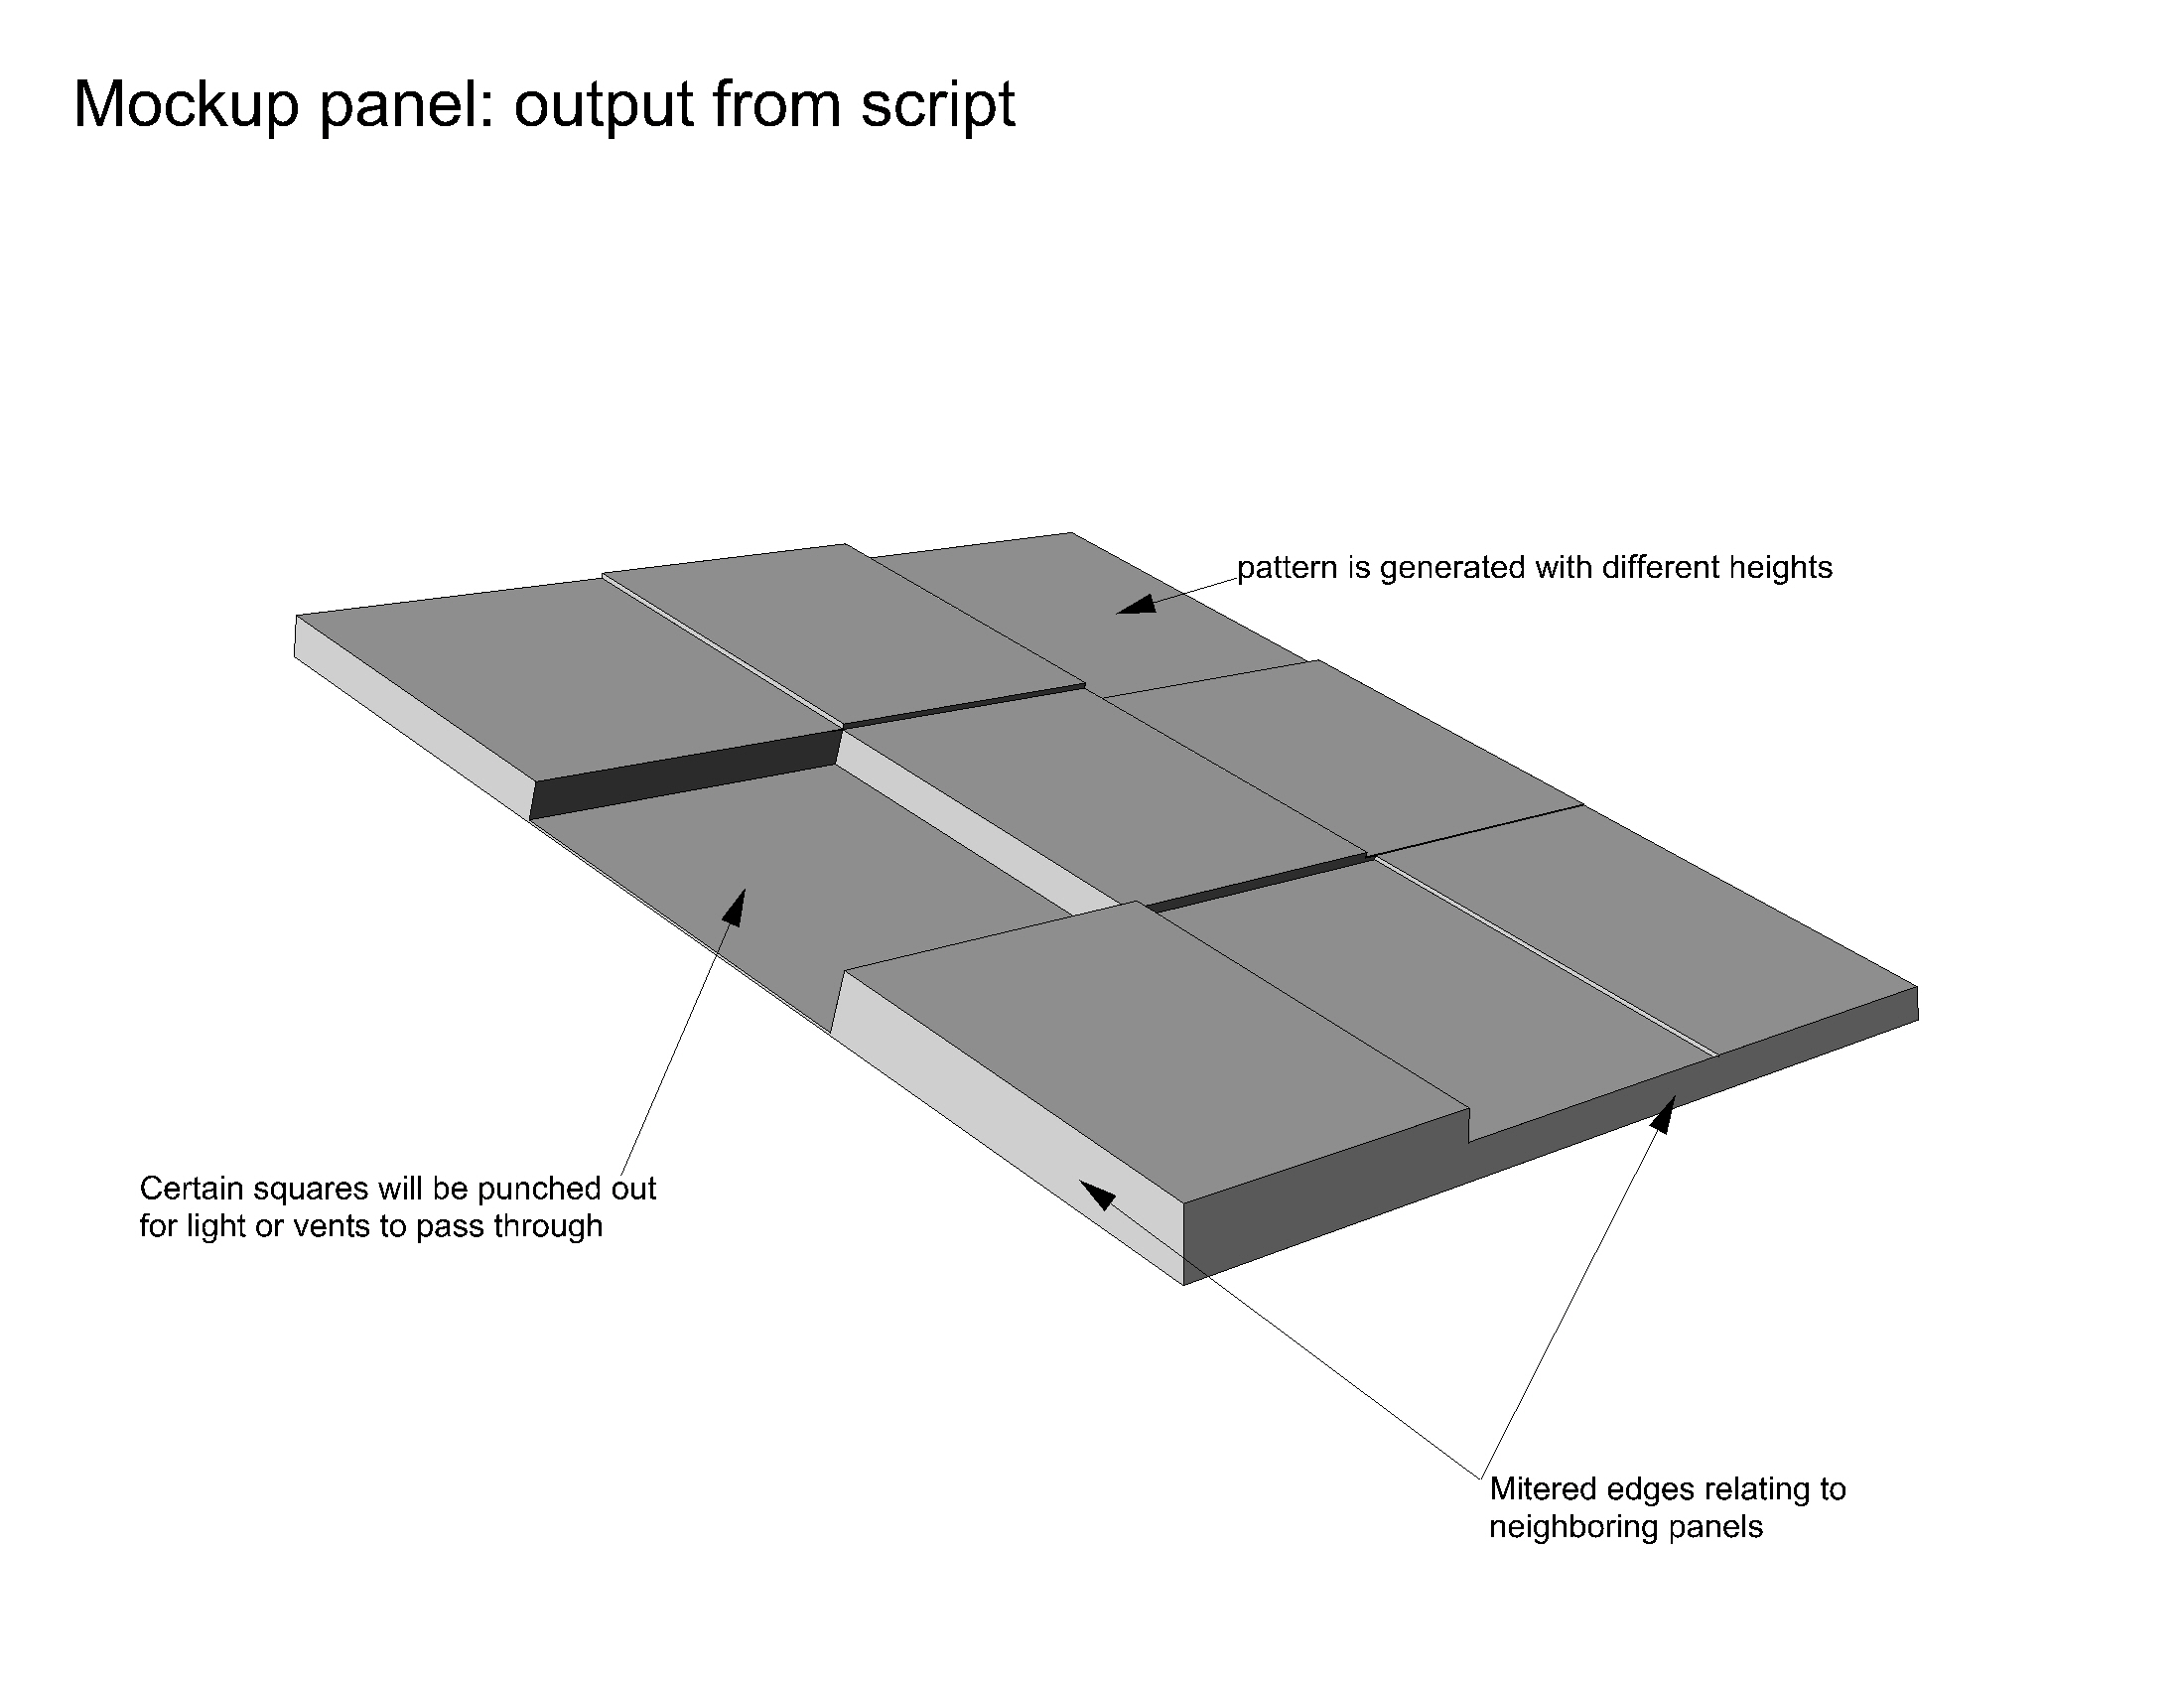 Mockup panel: output from script
pattern is generated with different heights
Certain squares will be punched out
for light or vents to pass through
Mitered edges relating to
neighboring panels